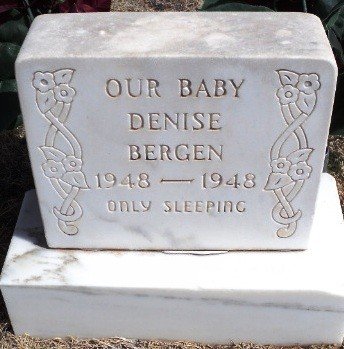 OUR BABY
DENISE
BERGEN
1948 — 1948
ONLY SLEEPING